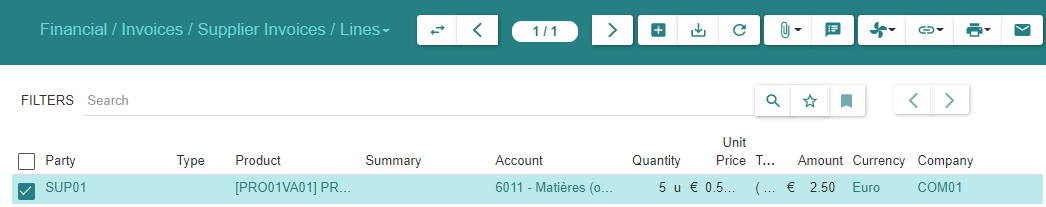 Financial / Invoices / Supplier Invoices / Lines
1 / 1
FILTERS Search
Party Type Product Summary Account Quantity Unit Price T... Amount Currency Company
SUP01 [PRO01VA01] PR... 6011 - Matières (o... 5 u € 0.5... ( ... € 2.50 Euro COM01